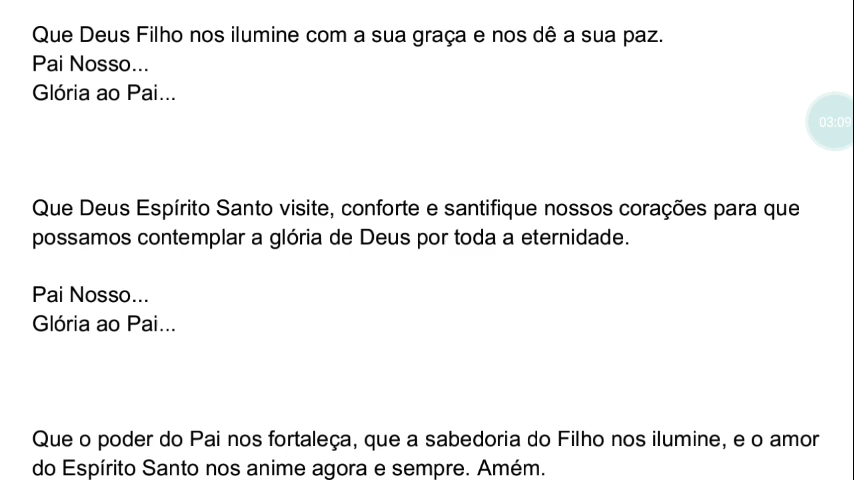 Que Deus Filho nos ilumine com a sua graça e nos dê a sua paz.
Pai Nosso...
Glória ao Pai...
03:09
Que Deus Espírito Santo visite, conforte e santifique nossos corações para que
possamos contemplar a glória de Deus por toda a eternidade.
Pai Nosso...
Glória ao Pai...
Que o poder do Pai nos fortaleça, que a sabedoria do Filho nos ilumine, e o amor
do Espírito Santo nos anime agora e sempre. Amém.